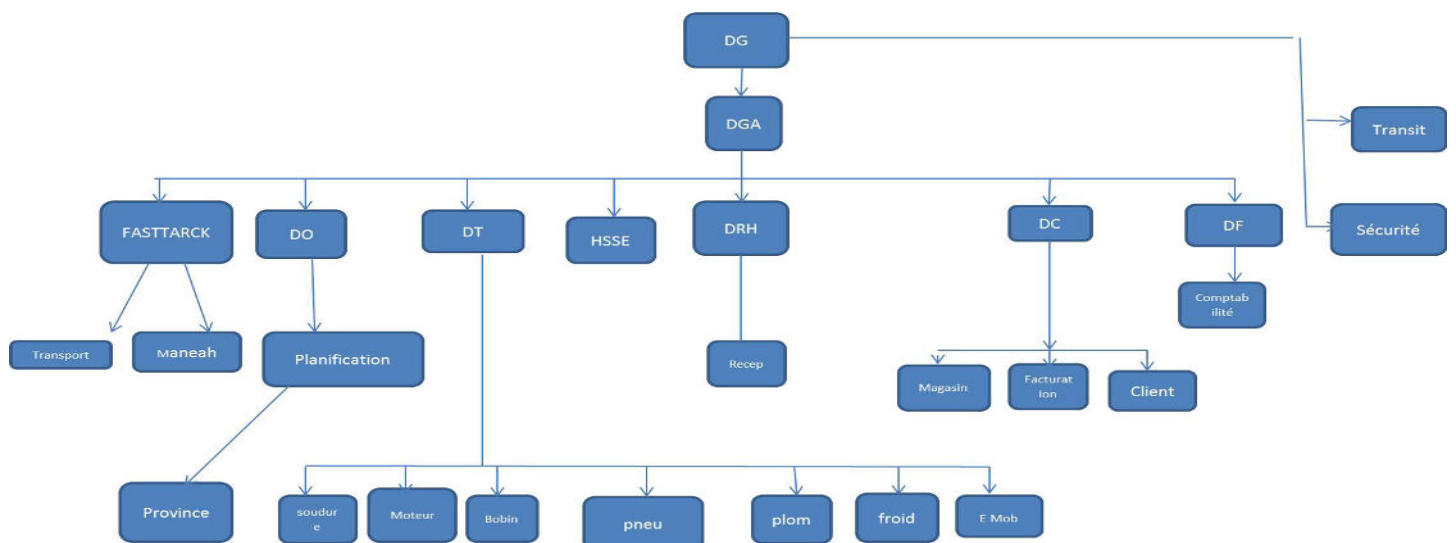 DG
DGA
Transit
Sécurité
FASTTARCK
DO
DT
HSSE
DRH
DC
DF
Comptab
ilité
Transport
Maneah
Planification
Recep
Magasin
Facturat
ion
Client
Province
soudur
e
Moteur
Bobin
pneu
plom
froid
E Mob